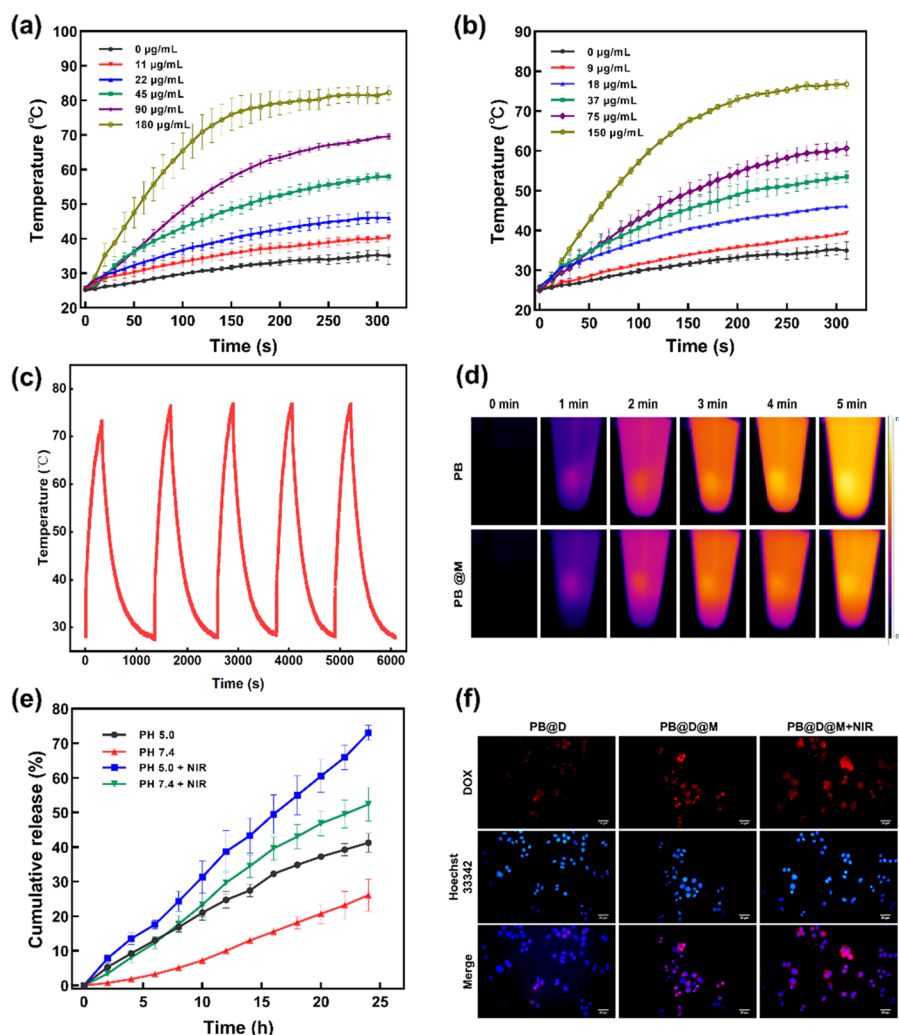 (a)
100
90
80
70
60
50
40
30
20
Temperature (℃)
0 μg/mL
11 μg/mL
22 μg/mL
45 μg/mL
90 μg/mL
180 μg/mL
0 50 100 150 200 250 300
Time (s)
(b)
90
80
70
60
50
40
30
20
Temperature (℃)
0 μg/mL
9 μg/mL
18 μg/mL
37 μg/mL
75 μg/mL
150 μg/mL
0 50 100 150 200 250 300
Time (s)
(c)
80
70
60
50
40
30
Temperature (℃)
0 1000 2000 3000 4000 5000 6000
Time (s)
(d)
0 min 1 min 2 min 3 min 4 min 5 min
PB
PB @M
(e)
80
70
60
50
40
30
20
10
0
Cumulative release (%)
PH 5.0
PH 7.4
PH 5.0 + NIR
PH 7.4 + NIR
0 5 10 15 20 25
Time (h)
(f)
PB@D PB@D@M PB@D@M+NIR
DOX
Hoechst
33342
Merge